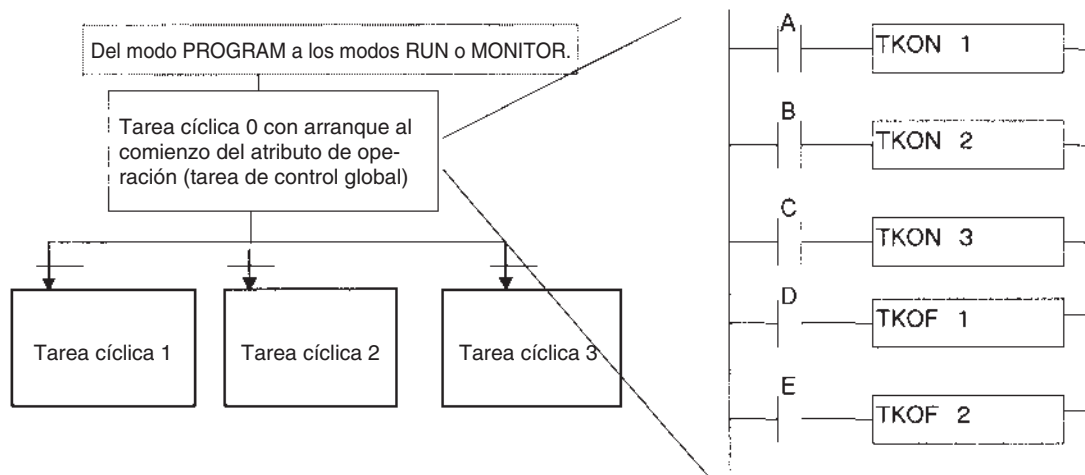 Del modo PROGRAM a los modos RUN o MONITOR.
Tarea cíclica 0 con arranque al
comienzo del atributo de ope-
ración (tarea de control global)
Tarea cíclica 1
Tarea cíclica 2
Tarea cíclica 3
A
TKON 1
B
TKON 2
C
TKON 3
D
TKOF 1
E
TKOF 2